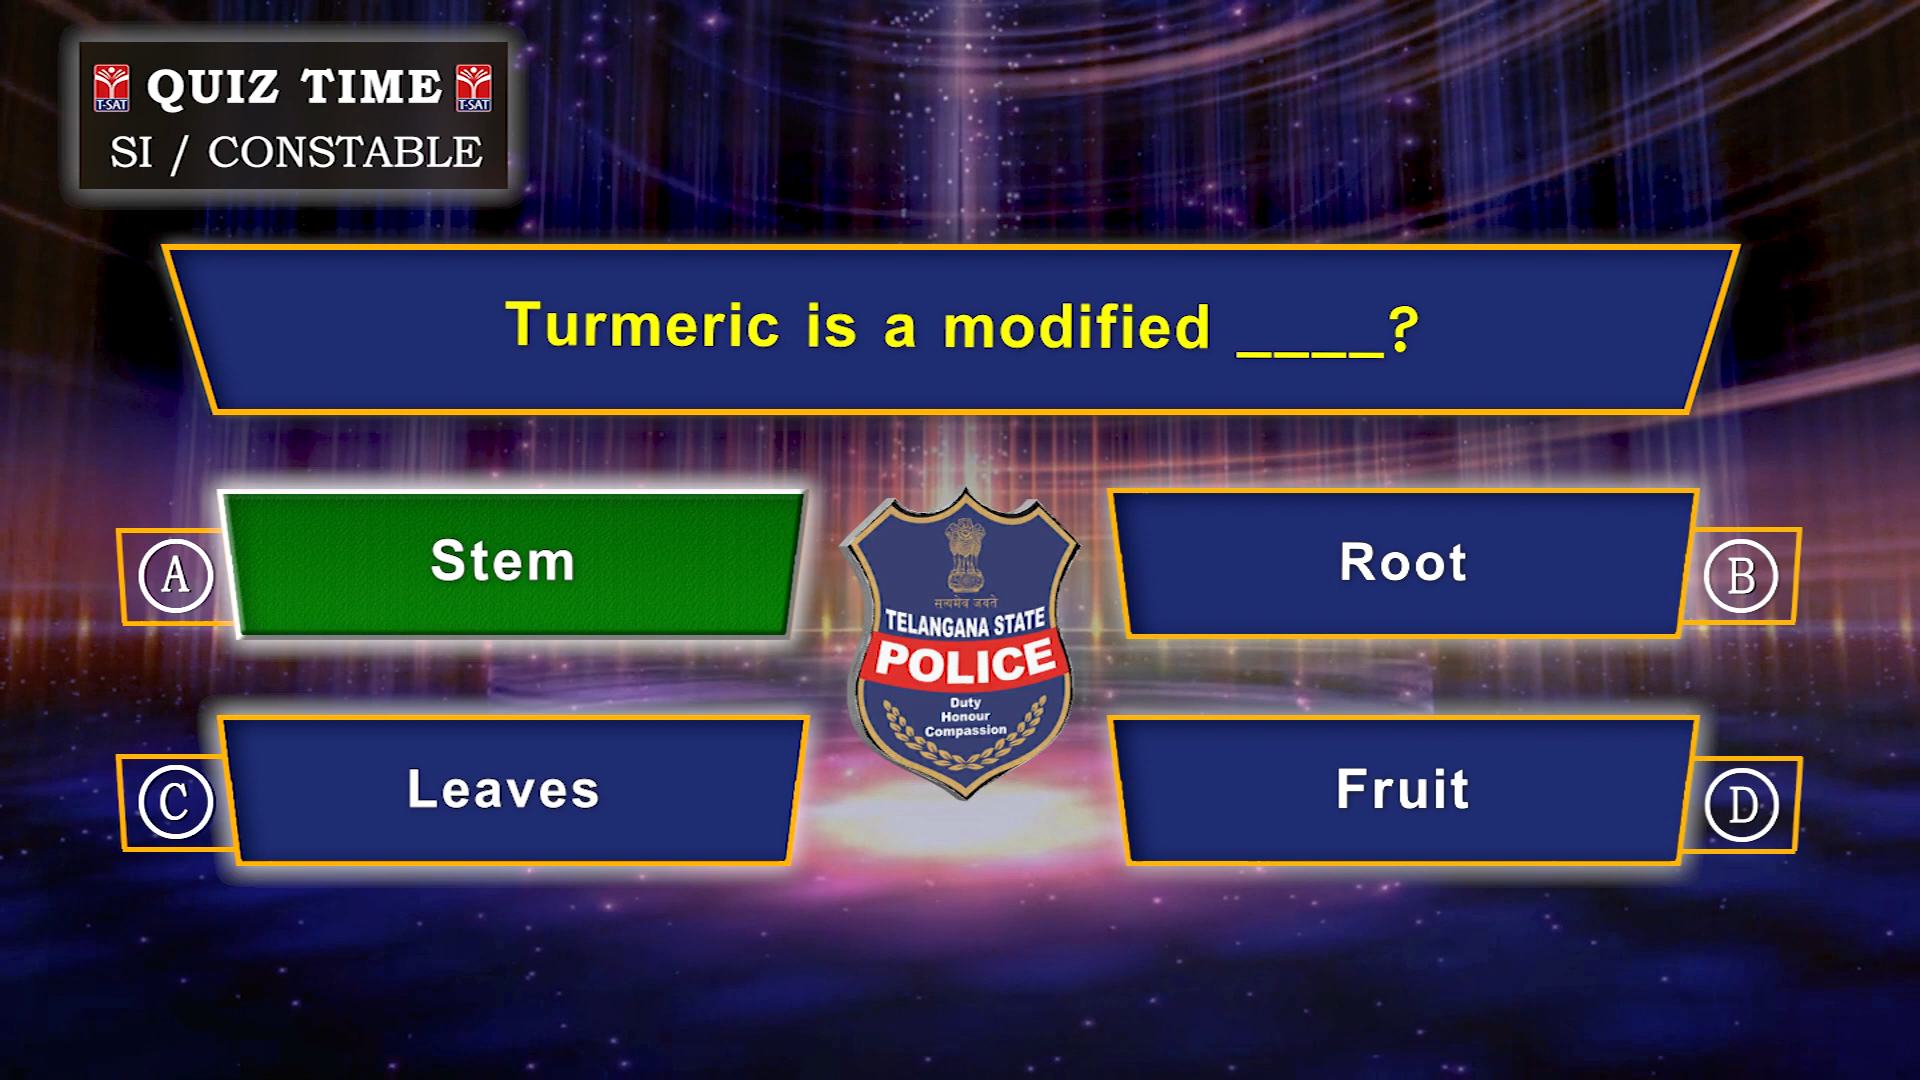 T-SAT QUIZ TIME T-SAT
SI / CONSTABLE
Turmeric is a modified ____?
A Stem
Root B
सत्यमेव जयते
TELANGANA STATE
POLICE
Duty
Honour
Compassion
C Leaves
Fruit D